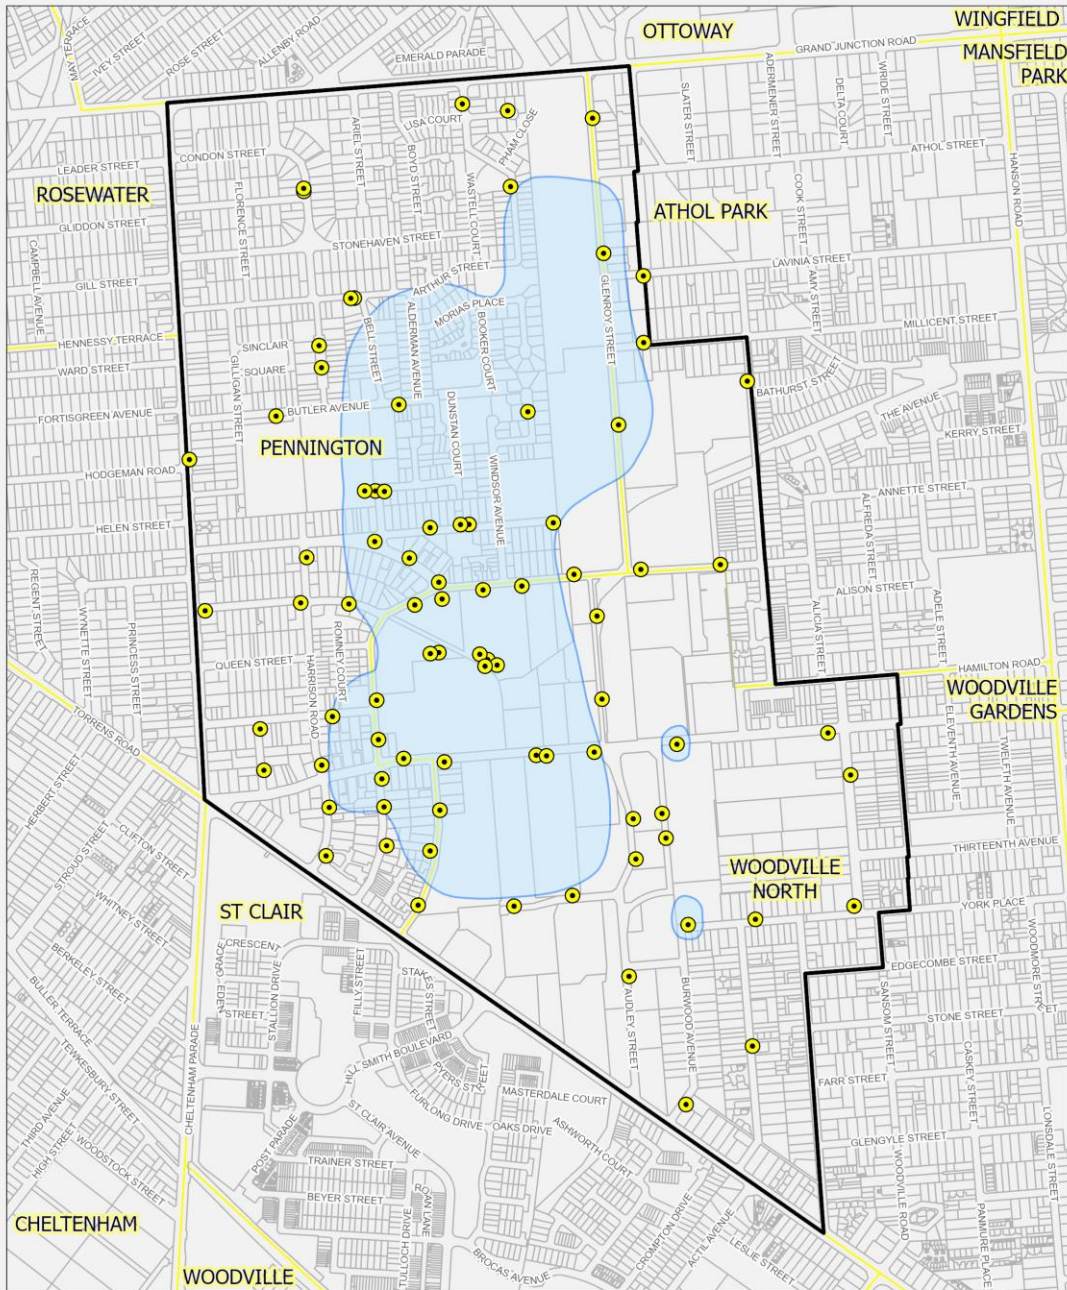 OTTOWAY
WINGFIELD
MANSFIELD
PARK
GRAND JUNCTION ROAD
MAY TERRACE
IVEY STREET
ROSE STREET
ALLENBY ROAD
EMERALD PARADE
LISA COURT
PHAM CLOSE
SLATER STREET
ADERMENER STREET
DELTA COURT
WRIDE STREET
HANSON ROAD
ATHOL STREET
LEADER STREET
CONDON STREET
ARIEL STREET
BOYD STREET
WASTELL COURT
COOK STREET
ROSEWATER
FLORENCE STREET
ATHOL PARK
GLIDDON STREET
STONEHAVEN STREET
CAMPBELL AVENUE
GILL STREET
ARTHUR STREET
LAVINIA STREET
AMY STREET
MORIAS PLACE
GLENROY STREET
BELL STREET
ALDERMAN AVENUE
BOOKER COURT
MILLICENT STREET
HENNESSY TERRACE
SINCLAIR
SQUARE
WARD STREET
GILLIGAN STREET
BATHURST STREET
FORTISGREEN AVENUE
BUTLER AVENUE
DUNSTAN COURT
THE AVENUE
KERRY STREET
PENNINGTON
HODGEMAN ROAD
WINDSOR AVENUE
ANNETTE STREET
HELEN STREET
ALFREDA STREET
REGENT STREET
WYNETTE STREET
PRINCESS STREET
ALISON STREET
ALICIA STREET
ADELE STREET
ROMNEY COURT
QUEEN STREET
HARRISON ROAD
HAMILTON ROAD
WOODVILLE
GARDENS
TORRENS ROAD
ELEVENTH AVENUE
TWELFTH AVENUE
HERBERT STREET
STROUD STREET
CLIFTON STREET
THIRTEENTH AVENUE
WOODVILLE
NORTH
WHITNEY STREET
ST CLAIR
YORK PLACE
WOODMORE STREET
BERKELEY STREET
CRESCENT
EDEN GRACE
STREET
STALLION DRIVE
FILLY STREET
STAKES STREET
EDGECOMBE STREET
BULLER TERRACE
AUDLEY STREET
BURWOOD AVENUE
SANSOM STREET
STONE STREET
TEWKESBURY STREET
HILL SMITH BOULEVARD
PYERS STREET
CASKEY STREET
CHELTENHAM PARADE
FARR STREET
MASTERDALE COURT
THIRD AVENUE
HIGH STREET
WOODSTOCK STREET
POST PARADE
ST CLAIR AVENUE
FURLONG DRIVE
OAKS DRIVE
ASHWORTH COURT
GLENGYLE STREET
LONSDALE STREET
TRAINER STREET
BEYER STREET
ROAN LANE
TULLOCH DRIVE
CROMPTON DRIVE
ACTIL AVENUE
LESLIE STREET
WOODVILLE ROAD
PANMURE PLACE
CHELTENHAM
BROCAS AVENUE
WOODVILLE